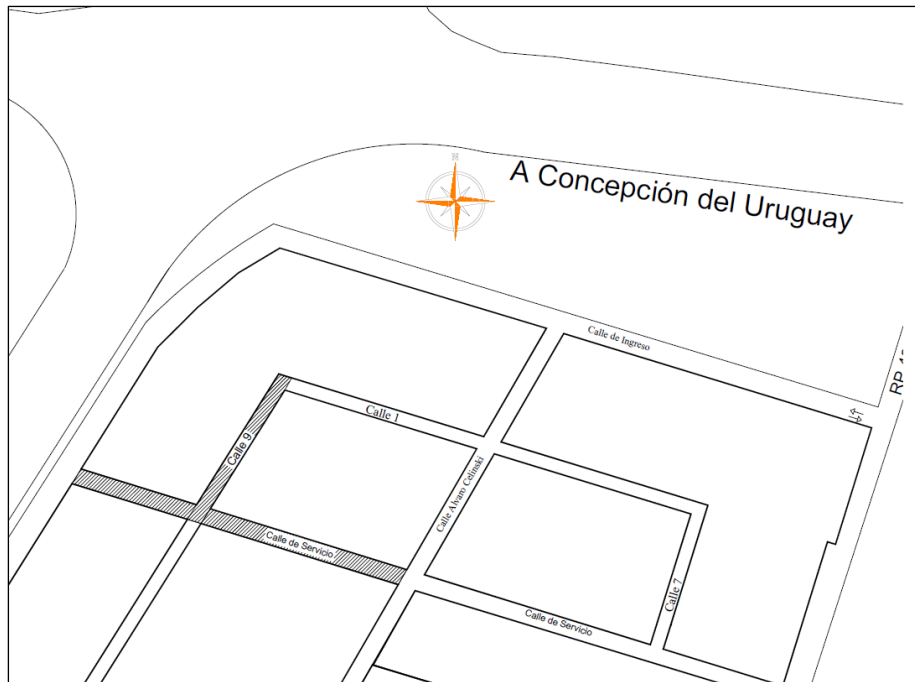 N
A Concepción del Uruguay
Calle de Ingreso
RP
Calle 1
Calle 9
Calle Alvaro Celinski
Calle de Servicio
Calle 7
Calle de Servicio